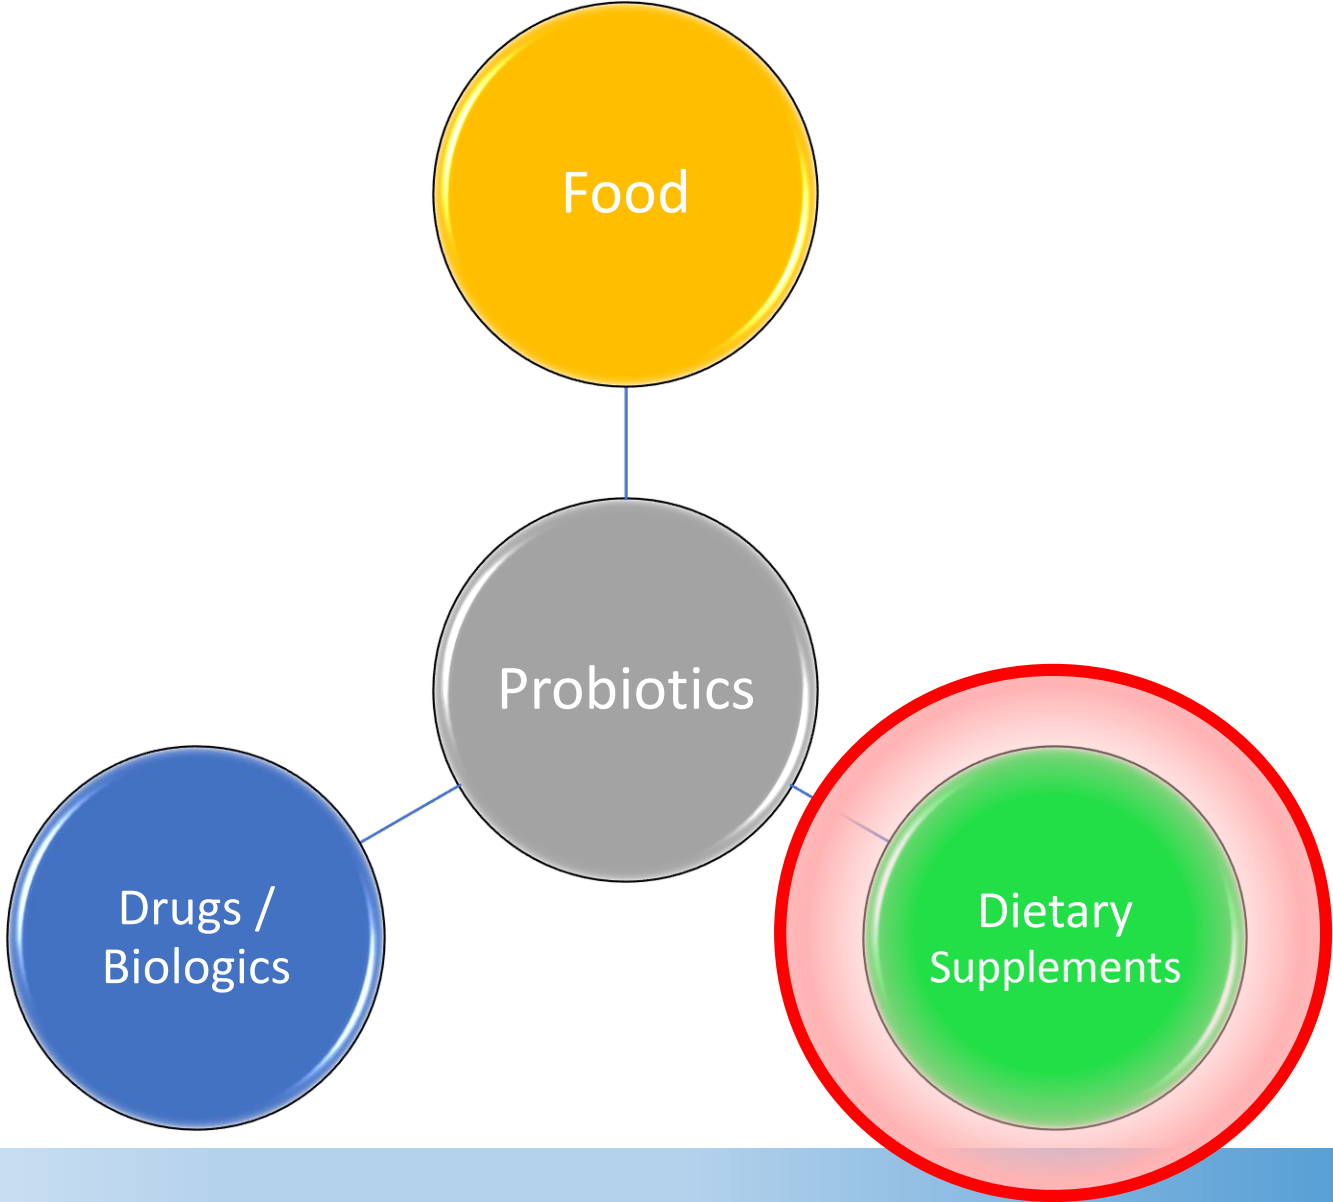 Food
Probiotics
Drugs /
Biologics
Dietary
Supplements